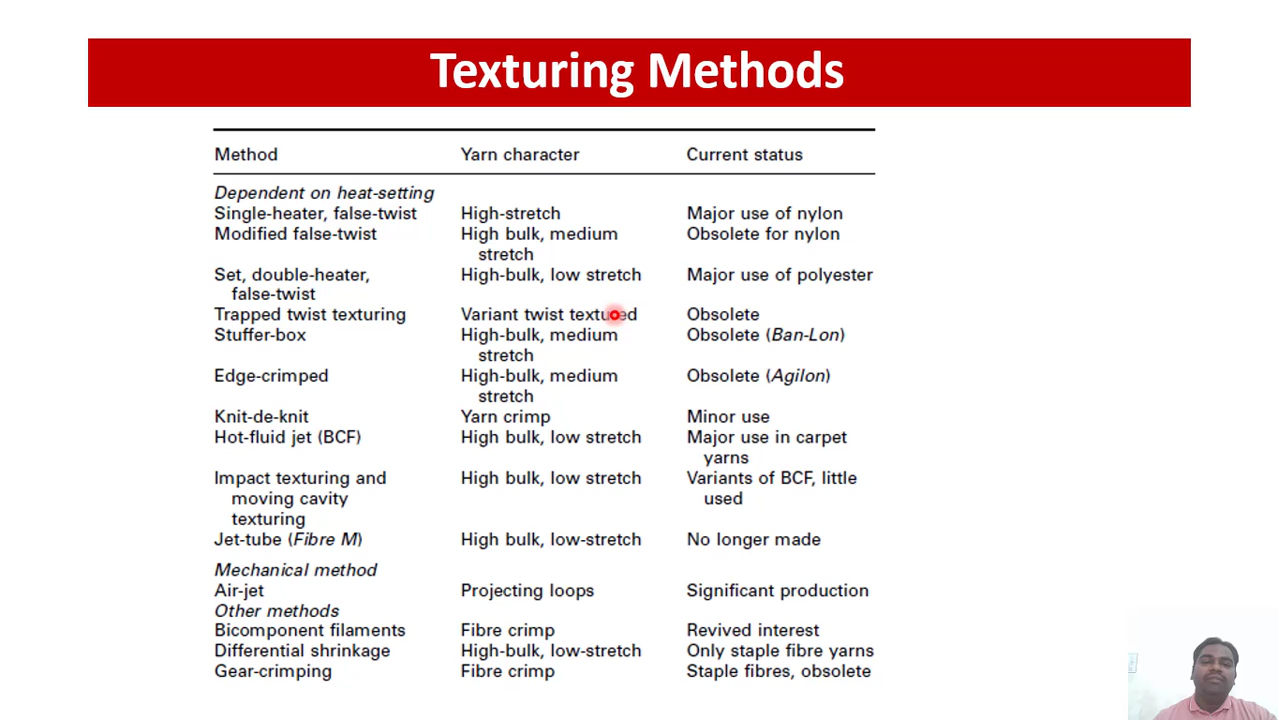 Texturing Methods
Method Yarn character Current status
Dependent on heat-setting
Single-heater, false-twist High-stretch Major use of nylon
Modified false-twist High bulk, medium Obsolete for nylon
stretch
Set, double-heater, High-bulk, low stretch Major use of polyester
false-twist
Trapped twist texturing Variant twist textured Obsolete
Stuffer-box High-bulk, medium Obsolete (Ban-Lon)
stretch
Edge-crimped High-bulk, medium Obsolete (Agilon)
stretch
Knit-de-knit Yarn crimp Minor use
Hot-fluid jet (BCF) High bulk, low stretch Major use in carpet
yarns
Impact texturing and High bulk, low stretch Variants of BCF, little
moving cavity used
texturing
Jet-tube (Fibre M) High bulk, low-stretch No longer made
Mechanical method
Air-jet Projecting loops Significant production
Other methods
Bicomponent filaments Fibre crimp Revived interest
Differential shrinkage High-bulk, low-stretch Only staple fibre yarns
Gear-crimping Fibre crimp Staple fibres, obsolete